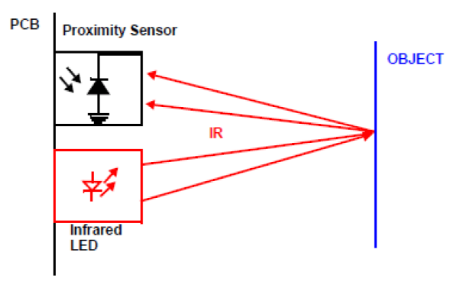 PCB
Proximity Sensor
OBJECT
IR
Infrared
LED